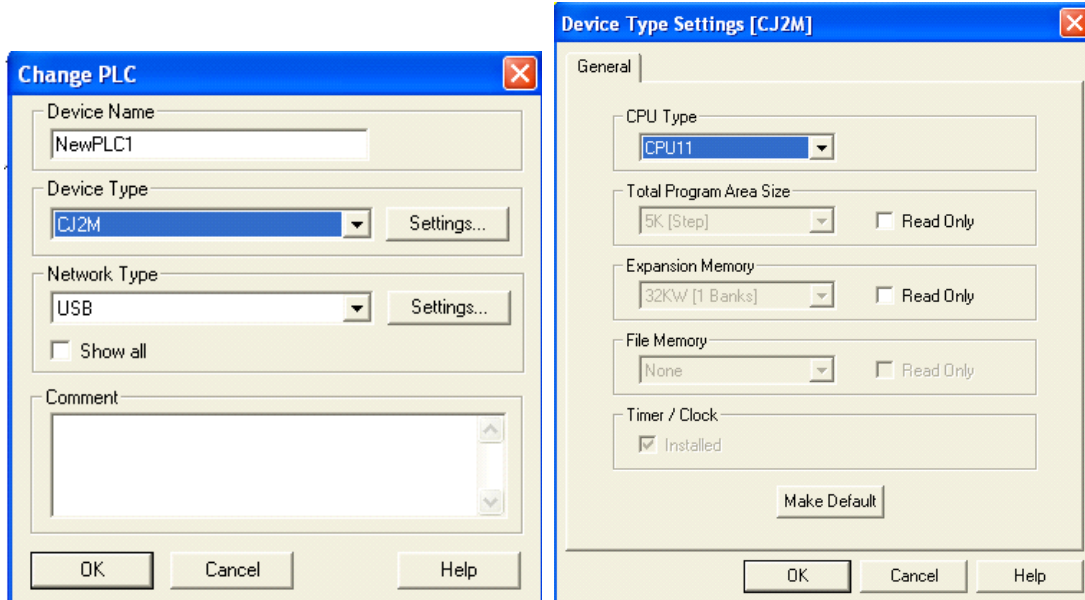 Change PLC
Device Name
NewPLC1
Device Type
CJ2M
Settings...
Network Type
USB
Settings...
Show all
Comment
OK
Cancel
Help
Device Type Settings [CJ2M]
General
CPU Type
CPU11
Total Program Area Size
5K [Step]
Read Only
Expansion Memory
32KW [1 Banks]
Read Only
File Memory
None
Read Only
Timer / Clock
Installed
Make Default
OK
Cancel
Help